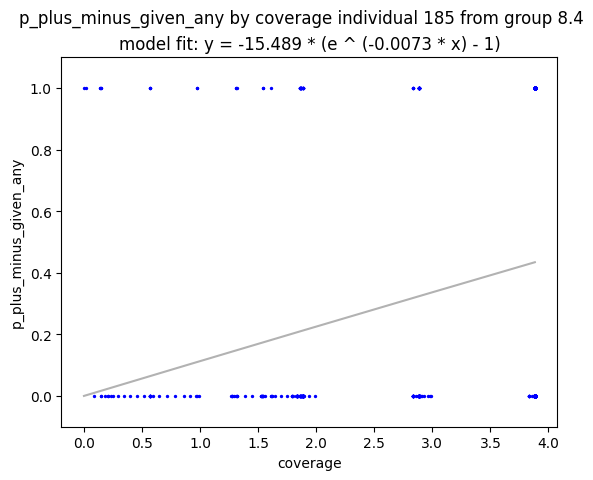 p_plus_minus_given_any by coverage individual 185 from group 8.4
model fit: y = -15.489 * (e ^ (-0.0073 * x) - 1)
1.0
0.8
0.6
0.4
0.2
0.0
p_plus_minus_given_any
0.0 0.5 1.0 1.5 2.0 2.5 3.0 3.5 4.0
coverage